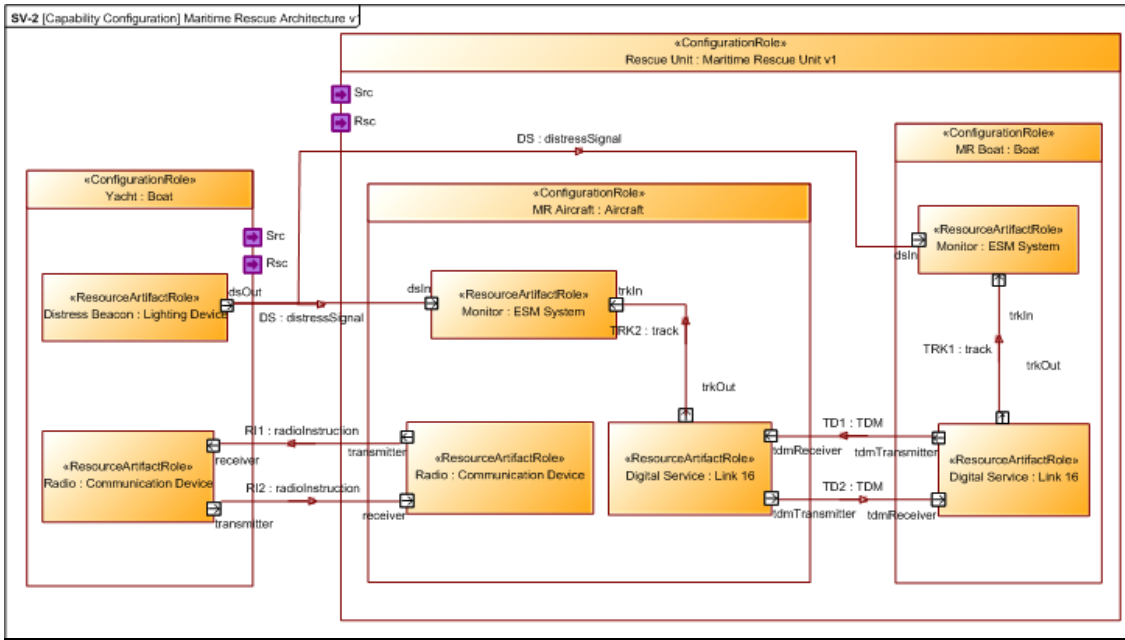 SV-2 [Capability Configuration] Maritime Rescue Architecture v1
«ConfigurationRole»
Rescue Unit : Maritime Rescue Unit v1
Src
Rsc
DS : distressSignal
«ConfigurationRole»
MR Boat : Boat
«ConfigurationRole»
Yacht : Boat
«ConfigurationRole»
MR Aircraft : Aircraft
Src
Rsc
«ResourceArtifactRole»
Monitor : ESM System
dsIn
«ResourceArtifactRole»
Distress Beacon : Lighting Device
dsOut
DS : distressSignal
dsIn
«ResourceArtifactRole»
Monitor : ESM System
trkIn
TRK2 : track
trkOut
trkIn
TRK1 : track
trkOut
«ResourceArtifactRole»
Radio : Communication Device
receiver
transmitter
RI1 : radioInstruction
RI2 : radioInstruction
transmitter
receiver
«ResourceArtifactRole»
Radio : Communication Device
«ResourceArtifactRole»
Digital Service : Link 16
tdmReceiver
tdmTransmitter
TD1 : TDM
TD2 : TDM
tdmTransmitter
tdmReceiver
«ResourceArtifactRole»
Digital Service : Link 16